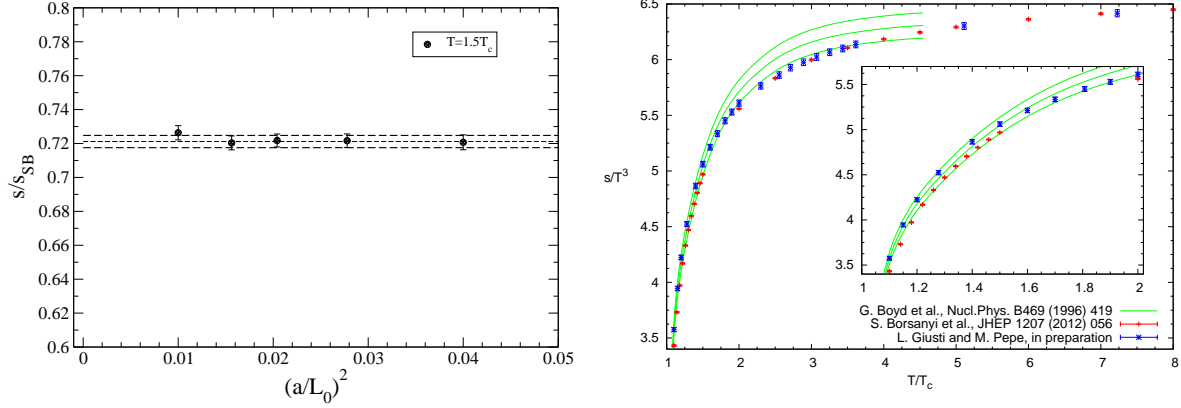 0.8
0.78
0.76
0.74
0.72
0.7
0.68
0.66
0.64
0.62
0.6
s/s_SB
T=1.5T_c
0 0.01 0.02 0.03 0.04 0.05
(a/L_0)^2
6.5
6
5.5
5
4.5
4
3.5
s/T^3
5.5
5
4.5
4
3.5
1 1.2 1.4 1.6 1.8 2
G. Boyd et al., Nucl.Phys. B469 (1996) 419
S. Borsanyi et al., JHEP 1207 (2012) 056
L. Giusti and M. Pepe, in preparation
1 2 3 4 5 6 7 8
T/T_c